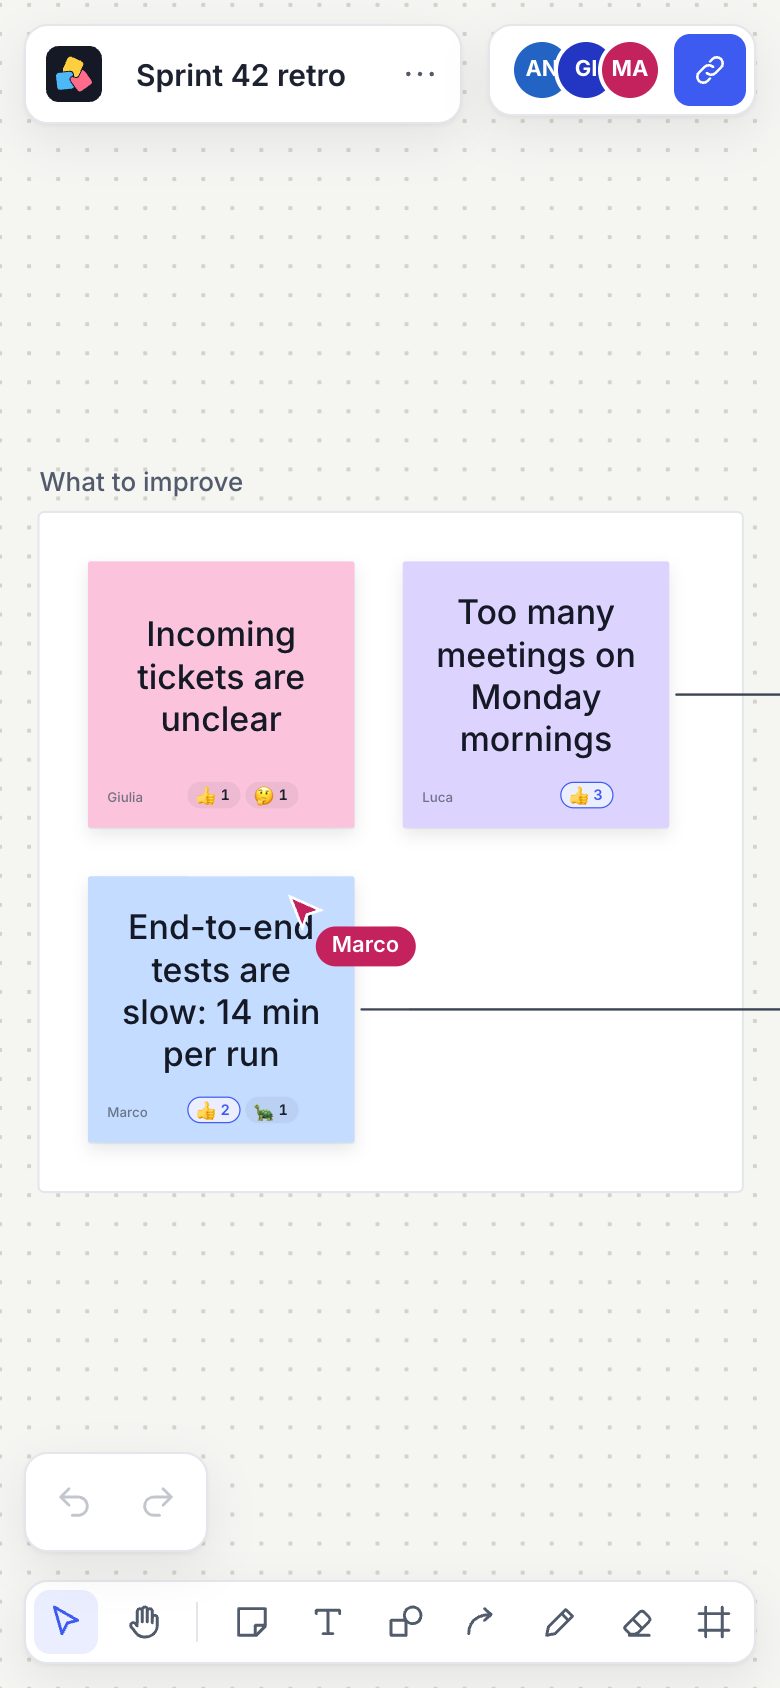 Sprint 42 retro
AN GI MA
What to improve
Incoming
tickets are
unclear
Giulia 👍 1 🤔 1
Too many
meetings on
Monday
mornings
Luca 👍 3
End-to-end
tests are
slow: 14 min
per run
Marco 👍 2 🐢 1
Marco